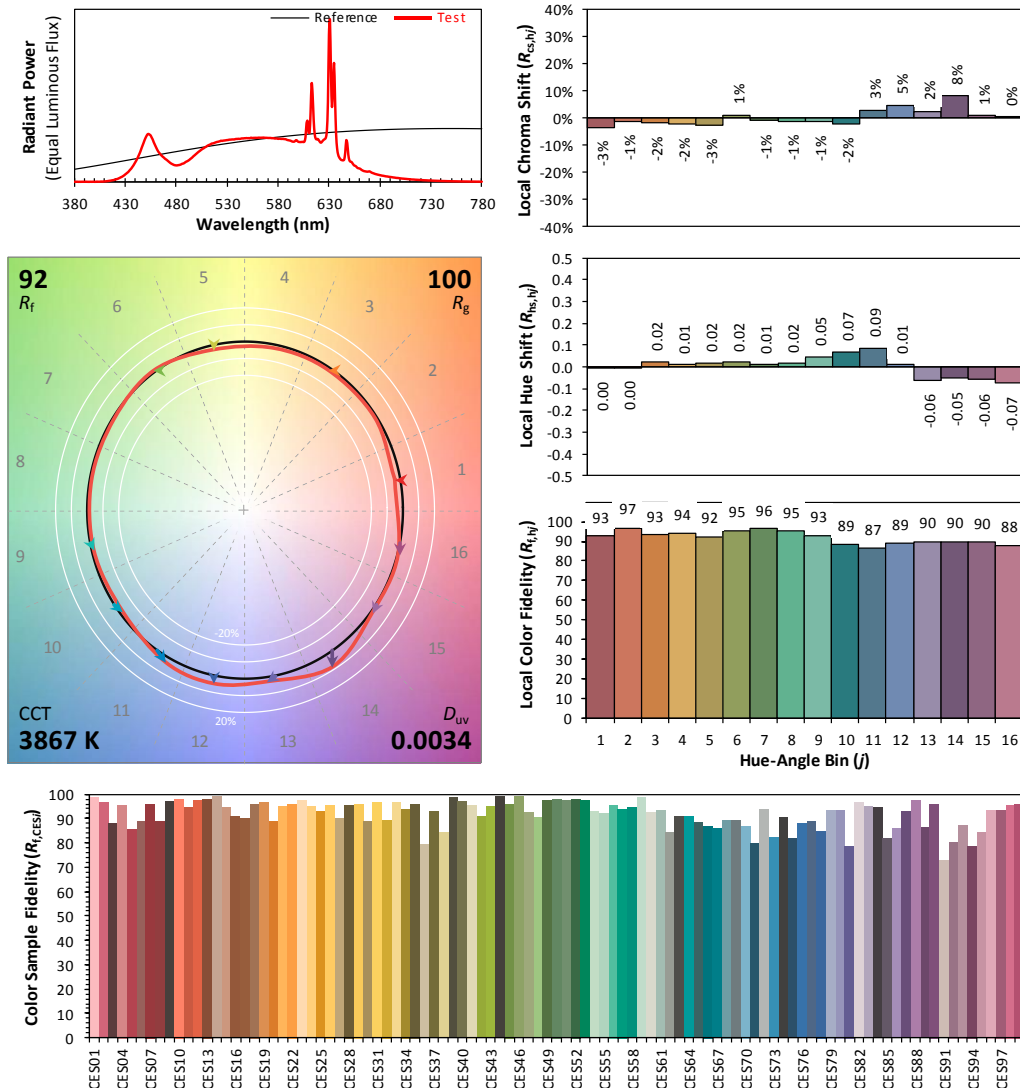 Reference Test
Radiant Power
(Equal Luminous Flux)
380 430 480 530 580 630 680 730 780
Wavelength (nm)
Local Chroma Shift (Rcs,hj)
40%
30%
20%
10%
0%
-10%
-20%
-30%
-40%
-3% -1% -2% -2% -3% 1% -1% -1% -1% -2% 3% 5% 2% 8% 1% 0%
92
Rf
100
Rg
5 4
6 3
7 2
8 1
9 16
10 15
11 14
12 13
-20%
20%
CCT
3867 K
Duv
0.0034
Local Hue Shift (Rhs,hj)
0.5
0.4
0.3
0.2
0.1
0.0
-0.1
-0.2
-0.3
-0.4
-0.5
0.00 0.00 0.02 0.01 0.02 0.02 0.01 0.02 0.05 0.07 0.09 0.01 -0.06 -0.05 -0.06 -0.07
Local Color Fidelity (Rf,hj)
100
90
80
70
60
50
40
30
20
10
0
93 97 93 94 92 95 96 95 93 89 87 89 90 90 90 88
1 2 3 4 5 6 7 8 9 10 11 12 13 14 15 16
Hue-Angle Bin (j)
Color Sample Fidelity (Rf,cesi)
100
90
80
70
60
50
40
30
20
10
0
CES01 CES04 CES07 CES10 CES13 CES16 CES19 CES22 CES25 CES28 CES31 CES34 CES37 CES40 CES43 CES46 CES49 CES52 CES55 CES58 CES61 CES64 CES67 CES70 CES73 CES76 CES79 CES82 CES85 CES88 CES91 CES94 CES97